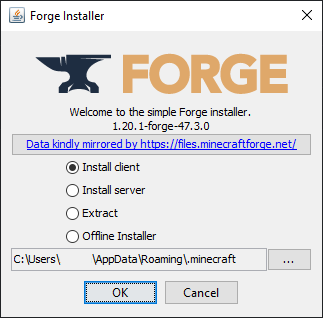 Forge Installer
FORGE
Welcome to the simple Forge installer.
1.20.1-forge-47.3.0
Data kindly mirrored by https://files.minecraftforge.net/
Install client
Install server
Extract
Offline Installer
C:\Users\ \AppData\Roaming\.minecraft
...
OK
Cancel